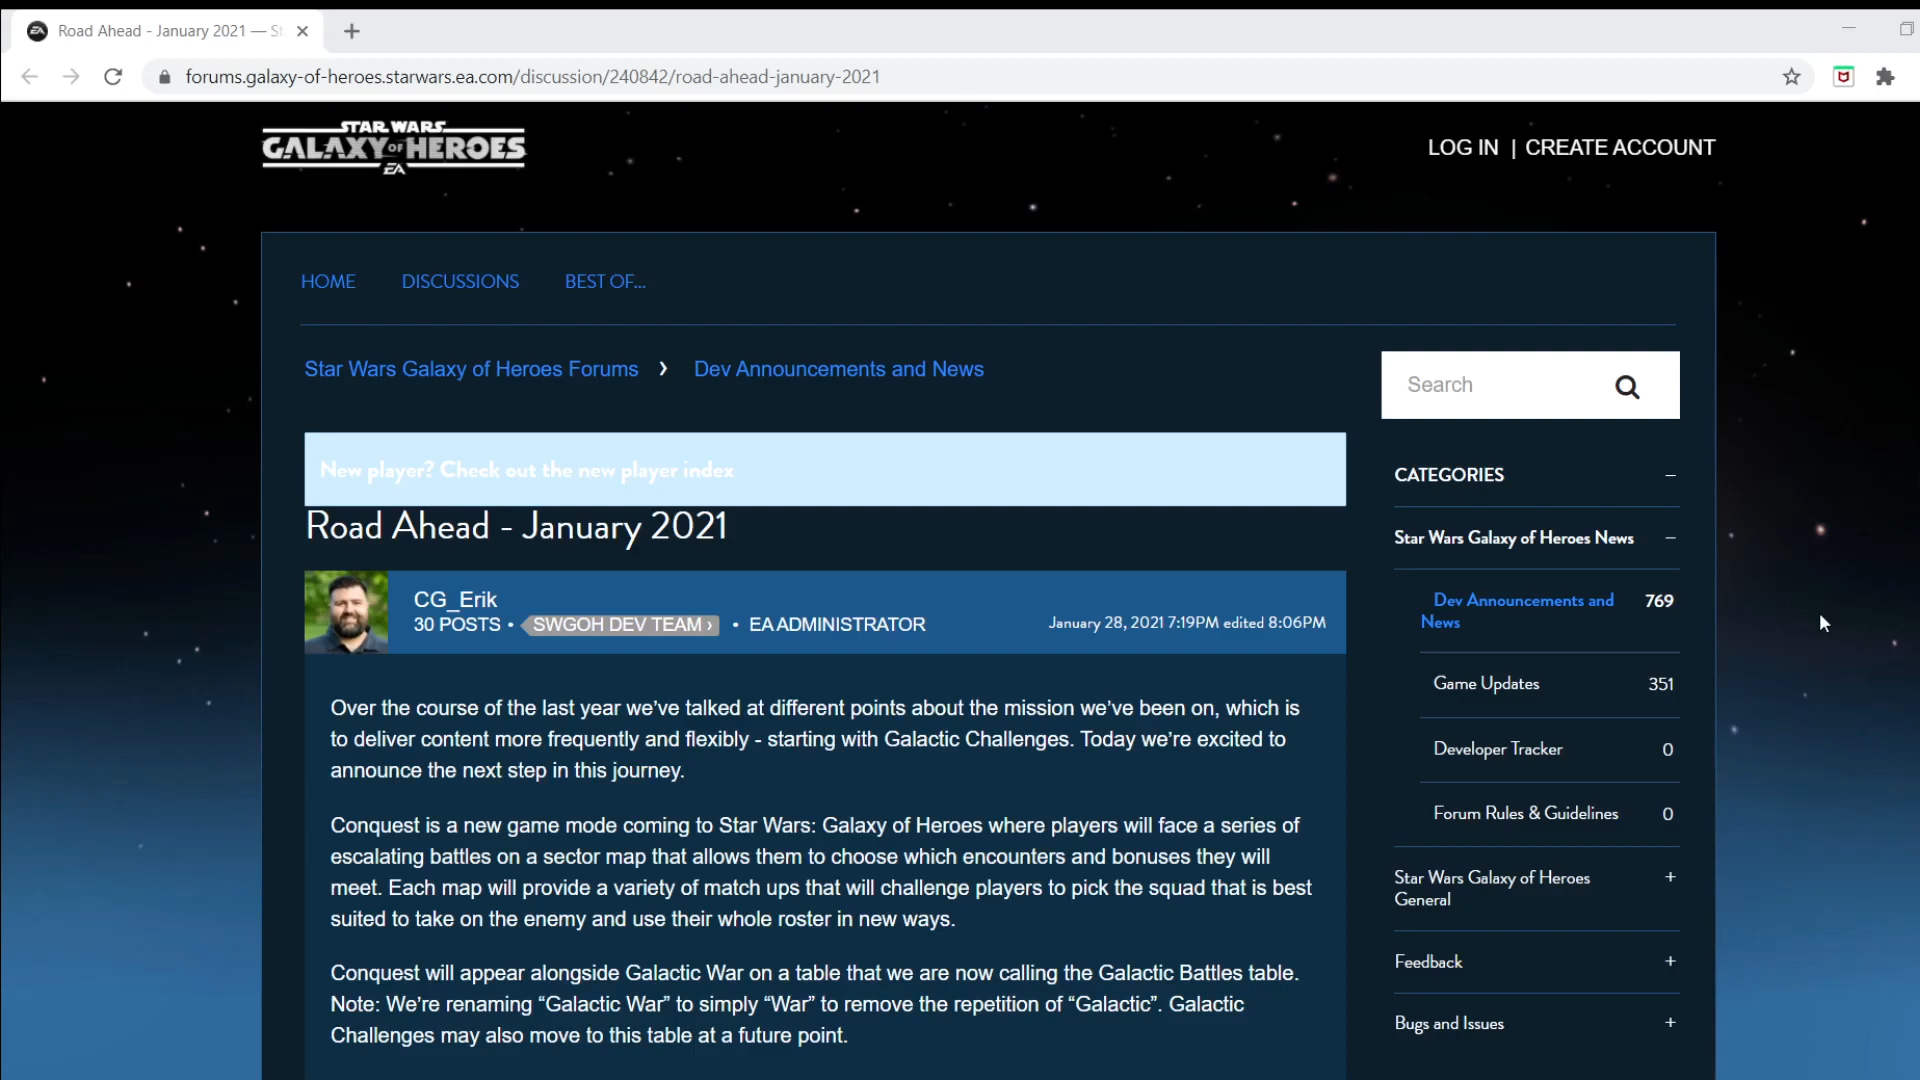 Road Ahead - January 2021 — St
forums.galaxy-of-heroes.starwars.ea.com/discussion/240842/road-ahead-january-2021
STAR WARS
GALAXY OF HEROES
EA
LOG IN | CREATE ACCOUNT
HOME DISCUSSIONS BEST OF...
Star Wars Galaxy of Heroes Forums › Dev Announcements and News
Search
New player? Check out the new player index
Road Ahead - January 2021
CG_Erik
30 POSTS • SWGOH DEV TEAM › • EA ADMINISTRATOR
January 28, 2021 7:19PM edited 8:06PM
Over the course of the last year we’ve talked at different points about the mission we’ve been on, which is
to deliver content more frequently and flexibly - starting with Galactic Challenges. Today we’re excited to
announce the next step in this journey.
Conquest is a new game mode coming to Star Wars: Galaxy of Heroes where players will face a series of
escalating battles on a sector map that allows them to choose which encounters and bonuses they will
meet. Each map will provide a variety of match ups that will challenge players to pick the squad that is best
suited to take on the enemy and use their whole roster in new ways.
Conquest will appear alongside Galactic War on a table that we are now calling the Galactic Battles table.
Note: We’re renaming “Galactic War” to simply “War” to remove the repetition of “Galactic”. Galactic
Challenges may also move to this table at a future point.
CATEGORIES –
Star Wars Galaxy of Heroes News –
Dev Announcements and 769
News
Game Updates 351
Developer Tracker 0
Forum Rules & Guidelines 0
Star Wars Galaxy of Heroes +
General
Feedback +
Bugs and Issues +